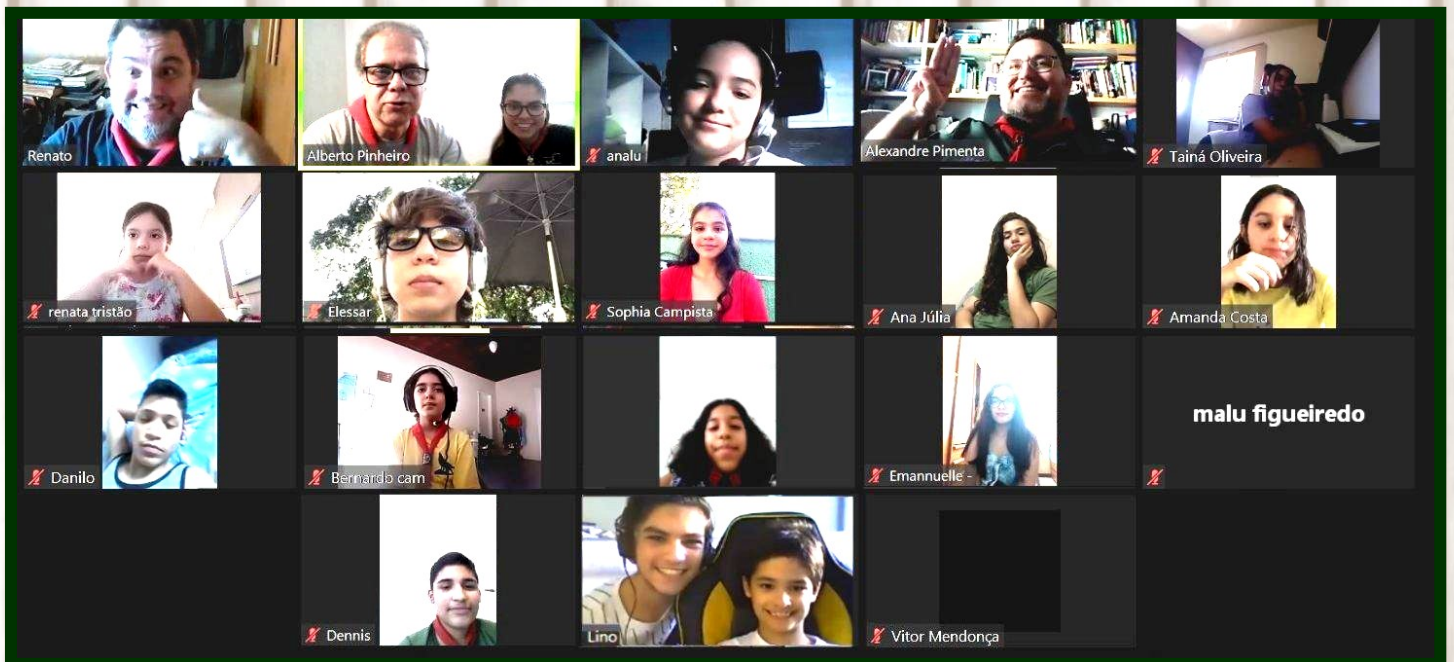 Renato
Alberto Pinheiro
analu
Alexandre Pimenta
Tainá Oliveira
renata tristão
Elessar
Sophia Campista
Ana Júlia
Amanda Costa
Danilo
Bernardo cam
Emannuelle -
malu figueiredo
Dennis
Lino
Vitor Mendonça